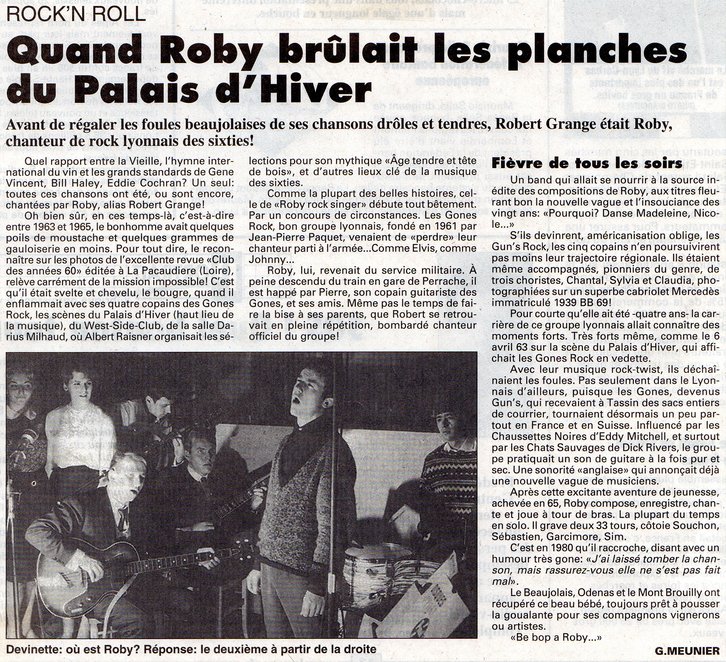 ROCK'N ROLL
Quand Roby brûlait les planches
du Palais d'Hiver
Avant de régaler les foules beaujolaises de ses chansons drôles et tendres, Robert Grange était Roby,
chanteur de rock lyonnais des sixties!
Quel rapport entre la Vieille, l'hymne inter-
national du vin et les grands standards de Gene
Vincent, Bill Haley, Eddie Cochran? Un seul:
toutes ces chansons ont été, ou sont encore,
chantées par Roby, alias Robert Grange!
Oh bien sûr, en ces temps-là, c'est-à-dire
entre 1963 et 1965, le bonhomme avait quelques
poils de moustache et quelques grammes de
gauloiserie en moins. Pour tout dire, le recon-
naître sur les photos de l'excellente revue «Club
des années 60» éditée à La Pacaudiere (Loire),
relève carrément de la mission impossible! C'est
qu'il était svelte et chevelu, le bougre, quand il
enflammait avec ses quatre copains des Gones
Rock, les scènes du Palais d'Hiver (haut lieu de
la musique), du West-Side-Club, de la salle Da-
rius Milhaud, où Albert Raisner organisait les sé-
lections pour son mythique «Âge tendre et tête
de bois», et d'autres lieux clé de la musique
des sixties.
Comme la plupart des belles histoires, cel-
le de «Roby rock singer» débute tout bêtement.
Par un concours de circonstances. Les Gones
Rock, bon groupe lyonnais, fondé en 1961 par
Jean-Pierre Paquet, venaient de «perdre» leur
chanteur parti à l'armée...Comme Elvis, comme
Johnny...
Roby, lui, revenait du service militaire. À
peine descendu du train en gare de Perrache, il
est happé par Pierre, son copain guitariste des
Gones, et ses amis. Même pas le temps de fai-
re la bise à ses parents, que Robert se retrou-
vait en pleine répétition, bombardé chanteur
officiel du groupe!
Fièvre de tous les soirs
Un band qui allait se nourrir à la source in-
édite des compositions de Roby, aux titres fleu-
rant bon la nouvelle vague et l'insouciance des
vingt ans: «Pourquoi? Danse Madeleine, Nico-
le...»
S'ils devinrent, américanisation oblige, les
Gun's Rock, les cinq copains n'en poursuivirent
pas moins leur trajectoire régionale. Ils étaient
même accompagnés, pionniers du genre, de
trois choristes, Chantal, Sylvia et Claudia, pho-
tographiées sur un superbe cabriolet Mercedès
immatriculé 1939 BB 69!
Pour courte qu'elle ait été -quatre ans- la car-
rière de ce groupe lyonnais allait connaître des
moments forts. Très forts même, comme le 6
avril 63 sur la scène du Palais d'Hiver, qui affi-
chait les Gones Rock en vedette.
Avec leur musique rock-twist, ils déchaî-
naient les foules. Pas seulement dans le Lyon-
nais d'ailleurs, puisque les Gones, devenus
Gun's, qui recevaient à Tassin des sacs entiers
de courrier, tournaient désormais un peu par-
tout en France et en Suisse. Influencé par les
Chaussettes Noires d'Eddy Mitchell, et surtout
par les Chats Sauvages de Dick Rivers, le grou-
pe pratiquait un son de guitare à la fois pur et
sec. Une sonorité «anglaise» qui annonçait déjà
une nouvelle vague de musiciens.
Après cette excitante aventure de jeunesse,
achevée en 65, Roby compose, enregistre, chan-
te et joue à tour de bras. La plupart du temps
en solo. Il grave deux 33 tours, côtoie Souchon,
Sébastien, Garcimore, Sim.
C'est en 1980 qu'il raccroche, disant avec un
humour très gone: «J'ai laissé tomber la chan-
son, mais rassurez-vous elle ne s'est pas fait
mal».
Le Beaujolais, Odenas et le Mont Brouilly ont
récupéré ce beau bébé, toujours prêt à pousser
la goualante pour ses compagnons vignerons
ou artistes.
«Be bop a Roby...»
G.MEUNIER
Devinette: où est Roby? Réponse: le deuxième à partir de la droite